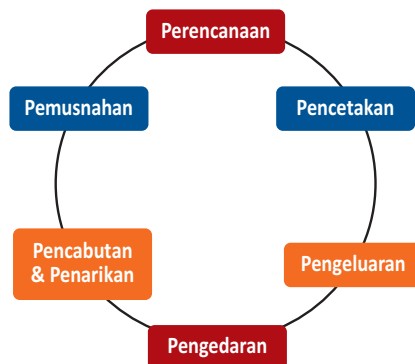 Perencanaan
Pemusnahan
Pencetakan
Pencabutan
& Penarikan
Pengeluaran
Pengedaran